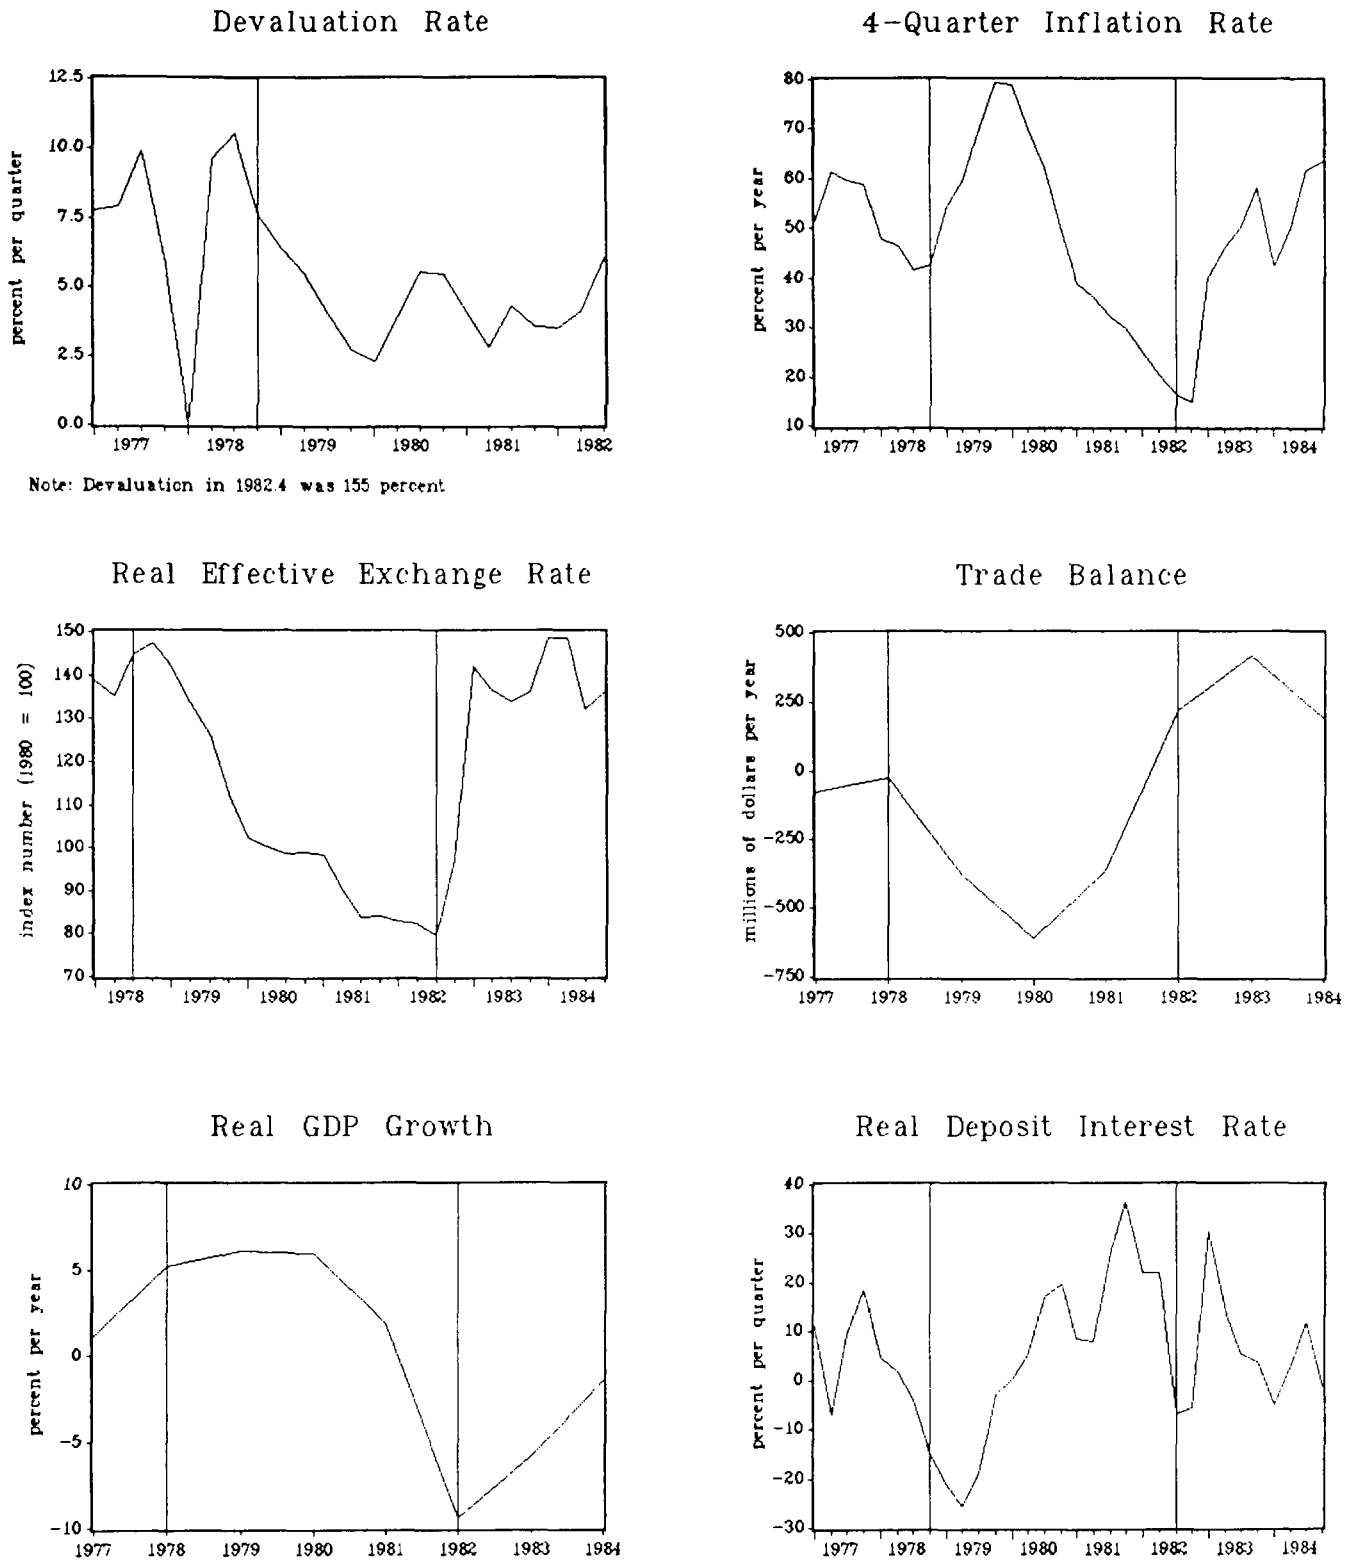 Devaluation Rate
percent per quarter
12.5
10.0
7.5
5.0
2.5
0.0
1977 1978 1979 1980 1981 1982
Note: Devaluation in 1982.4 was 155 percent
4-Quarter Inflation Rate
percent per year
80
70
60
50
40
30
20
10
1977 1978 1979 1980 1981 1982 1983 1984
Real Effective Exchange Rate
index number (1980 = 100)
150
140
130
120
110
100
90
80
70
1978 1979 1980 1981 1982 1983 1984
Trade Balance
millions of dollars per year
500
250
0
-250
-500
-750
1977 1978 1979 1980 1981 1982 1983 1984
Real GDP Growth
percent per year
10
5
0
-5
-10
1977 1978 1979 1980 1981 1982 1983 1984
Real Deposit Interest Rate
percent per quarter
40
30
20
10
0
-10
-20
-30
1977 1978 1979 1980 1981 1982 1983 1984